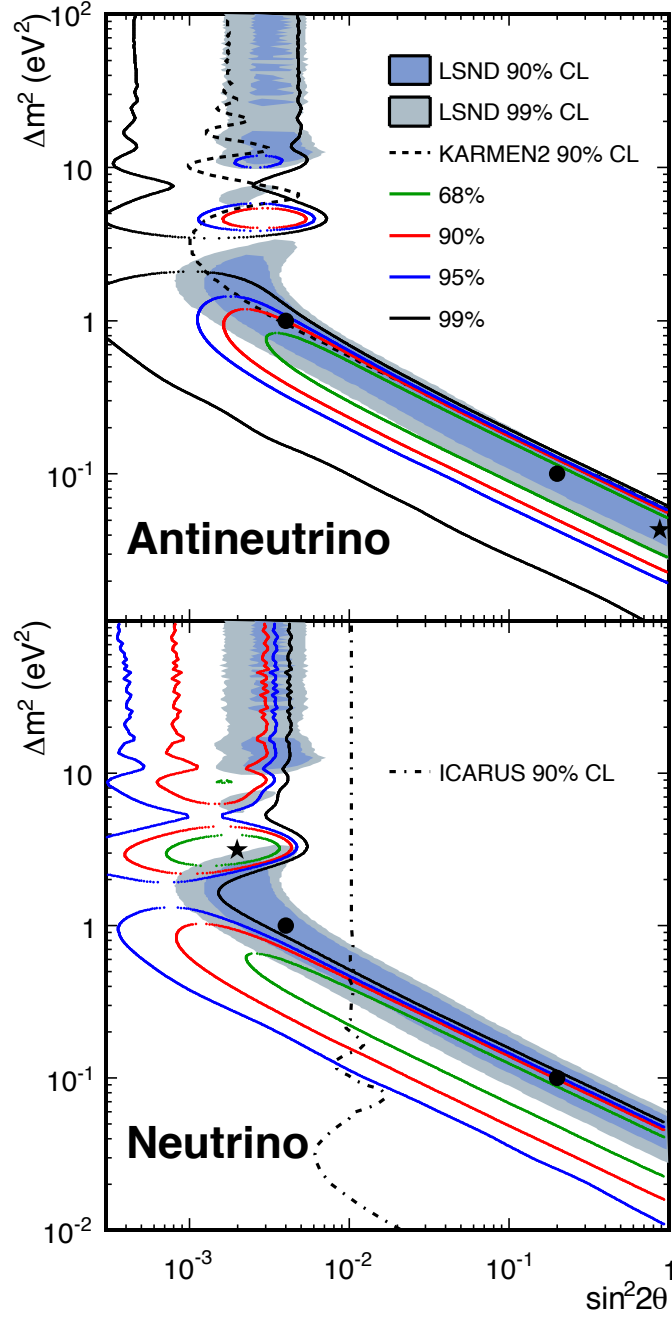 10²
Δm² (eV²)
LSND 90% CL
LSND 99% CL
KARMEN2 90% CL
68%
90%
95%
99%
10
1
10⁻¹
Antineutrino
Δm² (eV²)
ICARUS 90% CL
10
1
10⁻¹
Neutrino
10⁻²
10⁻³ 10⁻² 10⁻¹ 1
sin²2θ